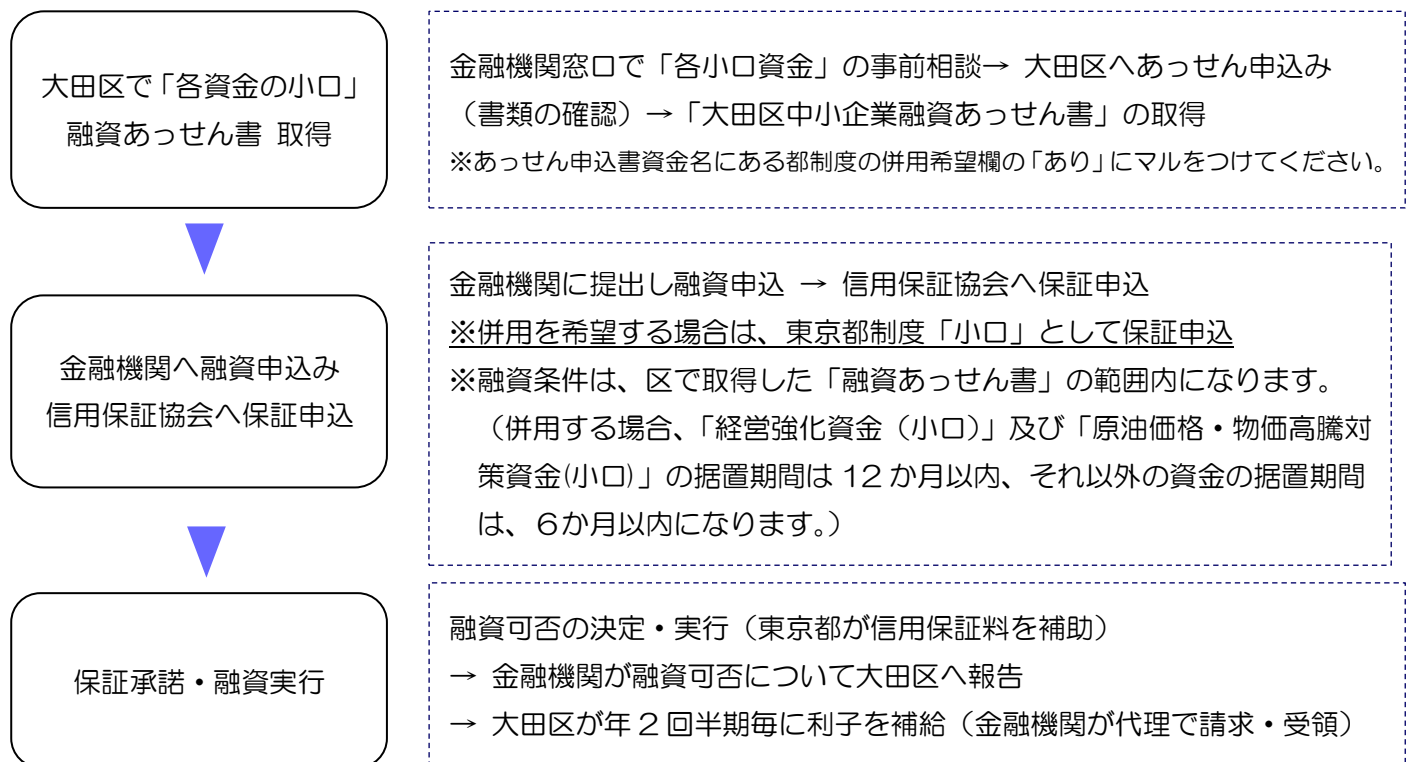 大田区で「各資金の小口」
融資あっせん書 取得
金融機関窓口で「各小口資金」の事前相談→ 大田区へあっせん申込み
（書類の確認）→「大田区中小企業融資あっせん書」の取得
※あっせん申込書資金名にある都制度の併用希望欄の「あり」にマルをつけてください。
金融機関へ融資申込み
信用保証協会へ保証申込
金融機関に提出し融資申込 → 信用保証協会へ保証申込
※併用を希望する場合は、東京都制度「小口」として保証申込
※融資条件は、区で取得した「融資あっせん書」の範囲内になります。
（併用する場合、「経営強化資金（小口）」及び「原油価格・物価高騰対
策資金(小口)」の据置期間は 12 か月以内、それ以外の資金の据置期間
は、６か月以内になります。）
保証承諾・融資実行
融資可否の決定・実行（東京都が信用保証料を補助）
→ 金融機関が融資可否について大田区へ報告
→ 大田区が年 2 回半期毎に利子を補給（金融機関が代理で請求・受領）